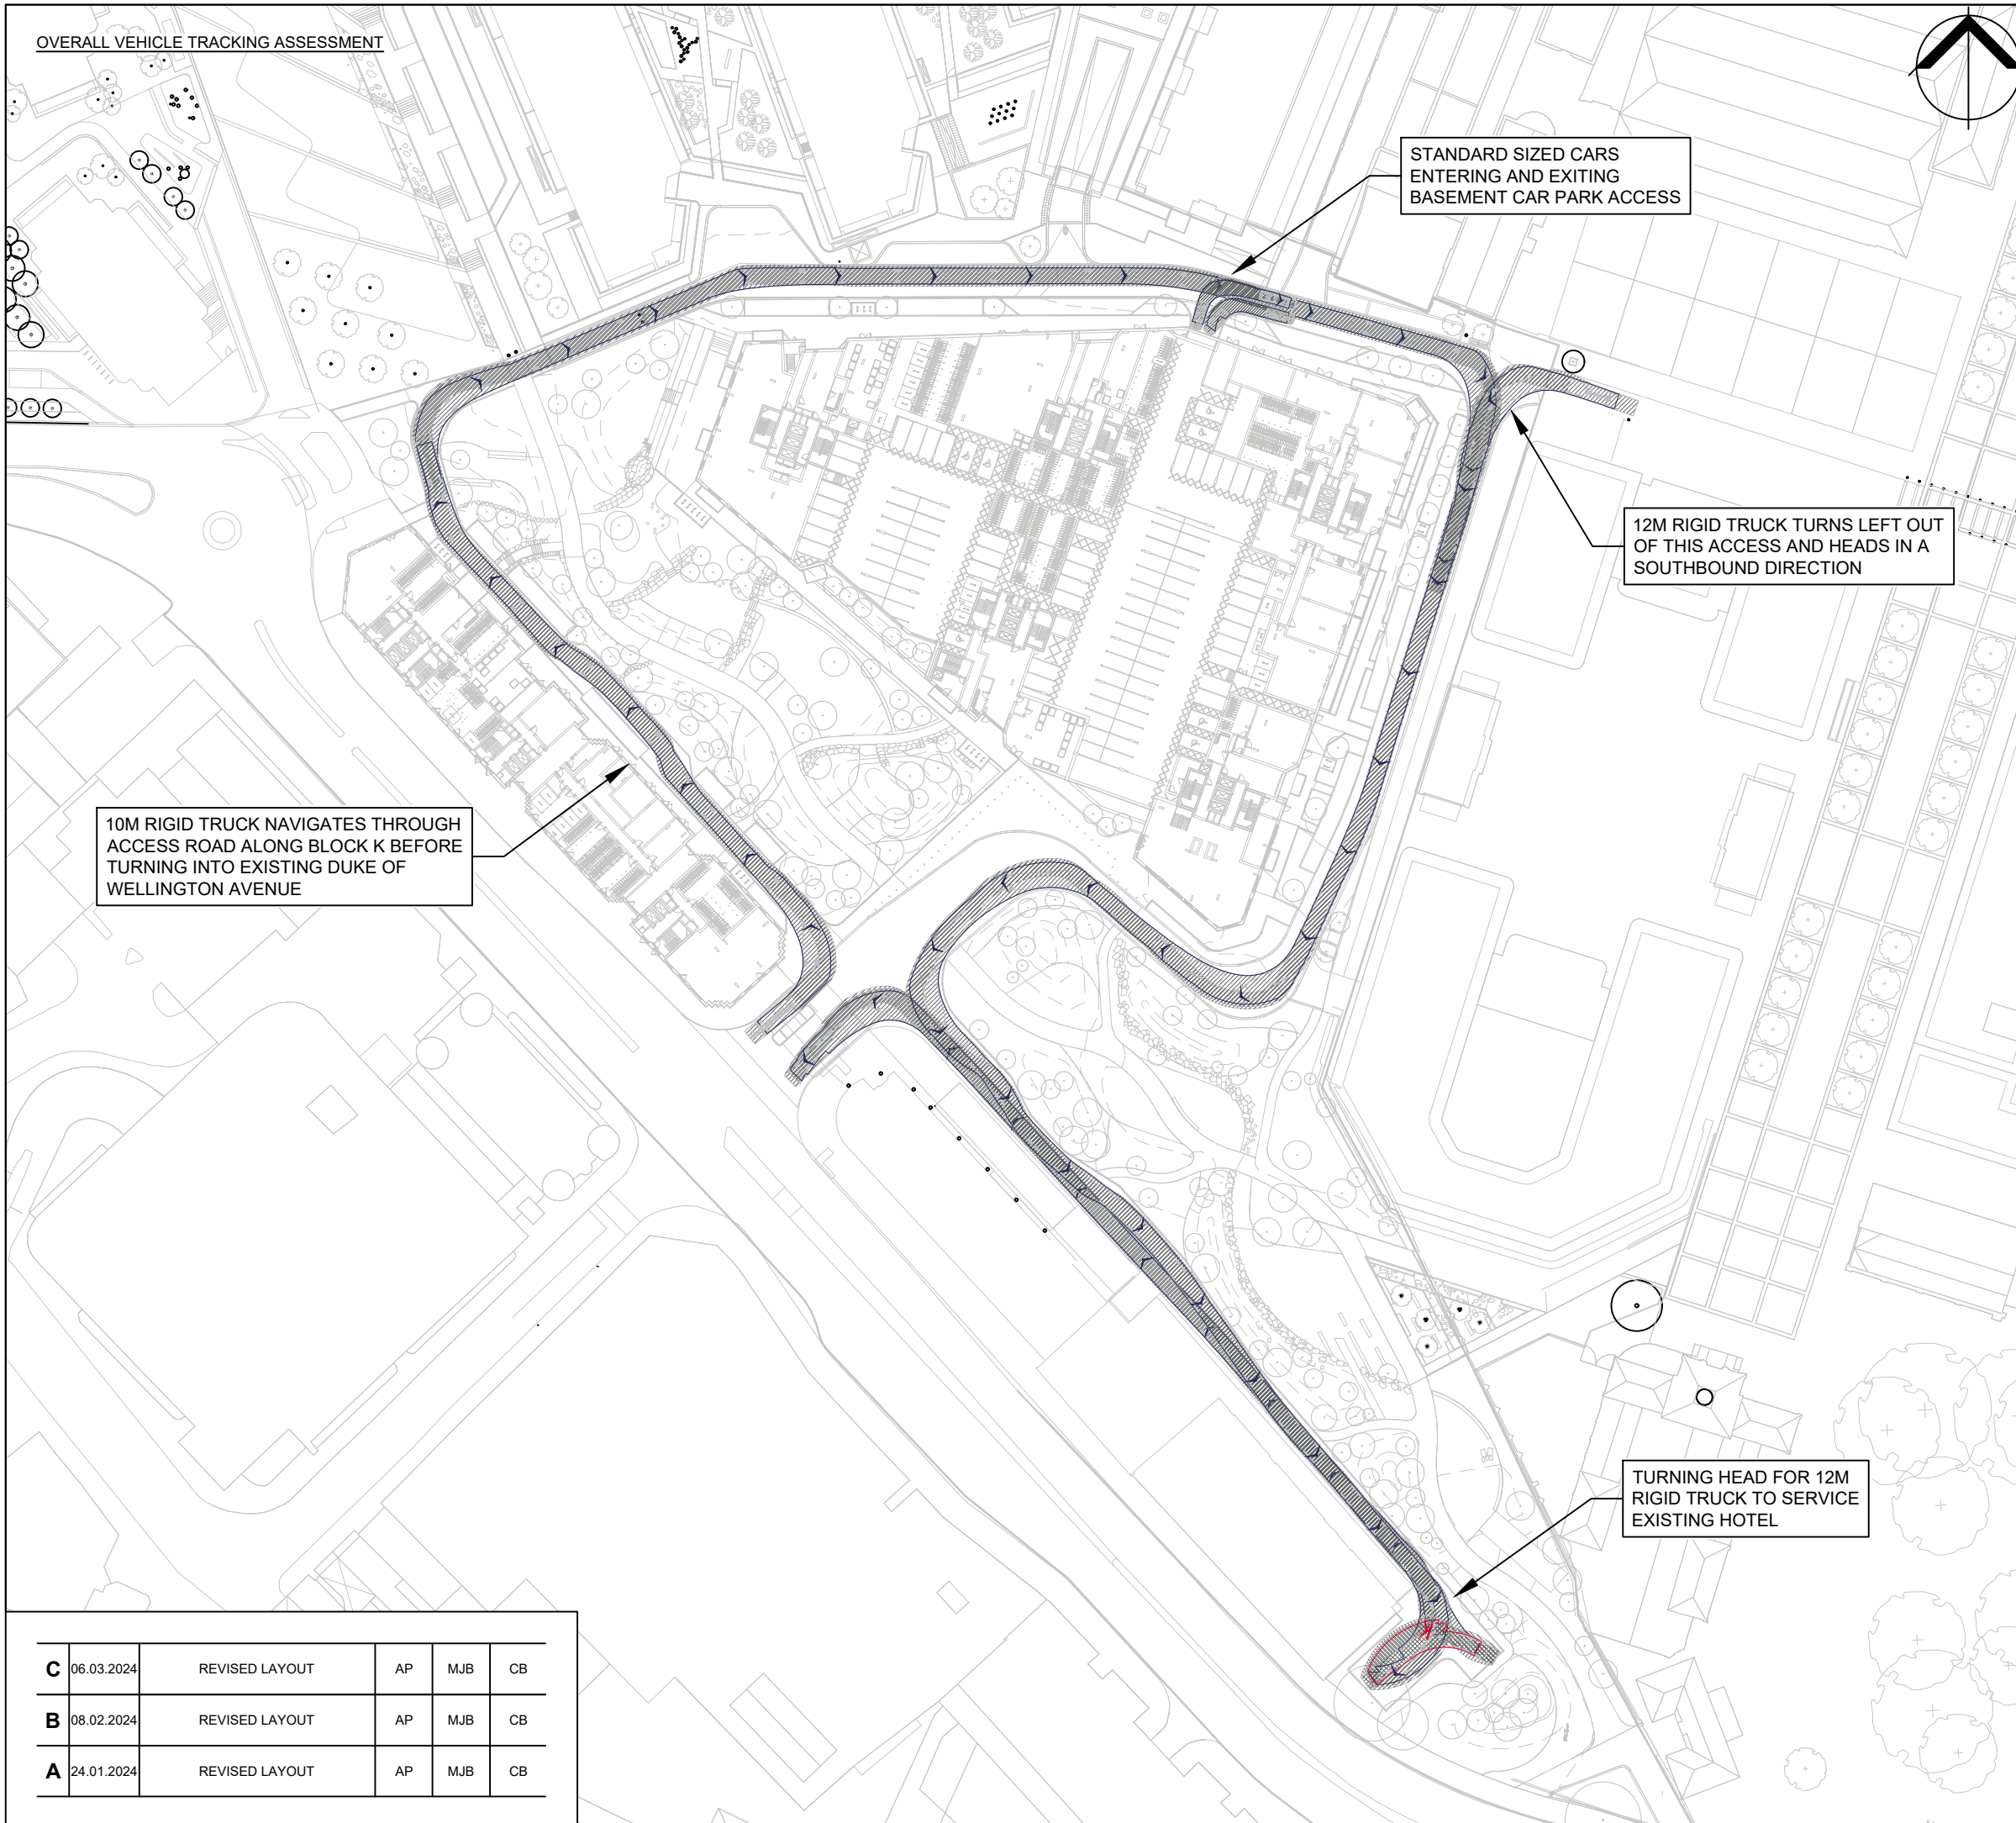 OVERALL VEHICLE TRACKING ASSESSMENT
STANDARD SIZED CARS
ENTERING AND EXITING
BASEMENT CAR PARK ACCESS
12M RIGID TRUCK TURNS LEFT OUT
OF THIS ACCESS AND HEADS IN A
SOUTHBOUND DIRECTION
10M RIGID TRUCK NAVIGATES THROUGH
ACCESS ROAD ALONG BLOCK K BEFORE
TURNING INTO EXISTING DUKE OF
WELLINGTON AVENUE
TURNING HEAD FOR 12M
RIGID TRUCK TO SERVICE
EXISTING HOTEL
C 06.03.2024 REVISED LAYOUT AP MJB CB
B 08.02.2024 REVISED LAYOUT AP MJB CB
A 24.01.2024 REVISED LAYOUT AP MJB CB